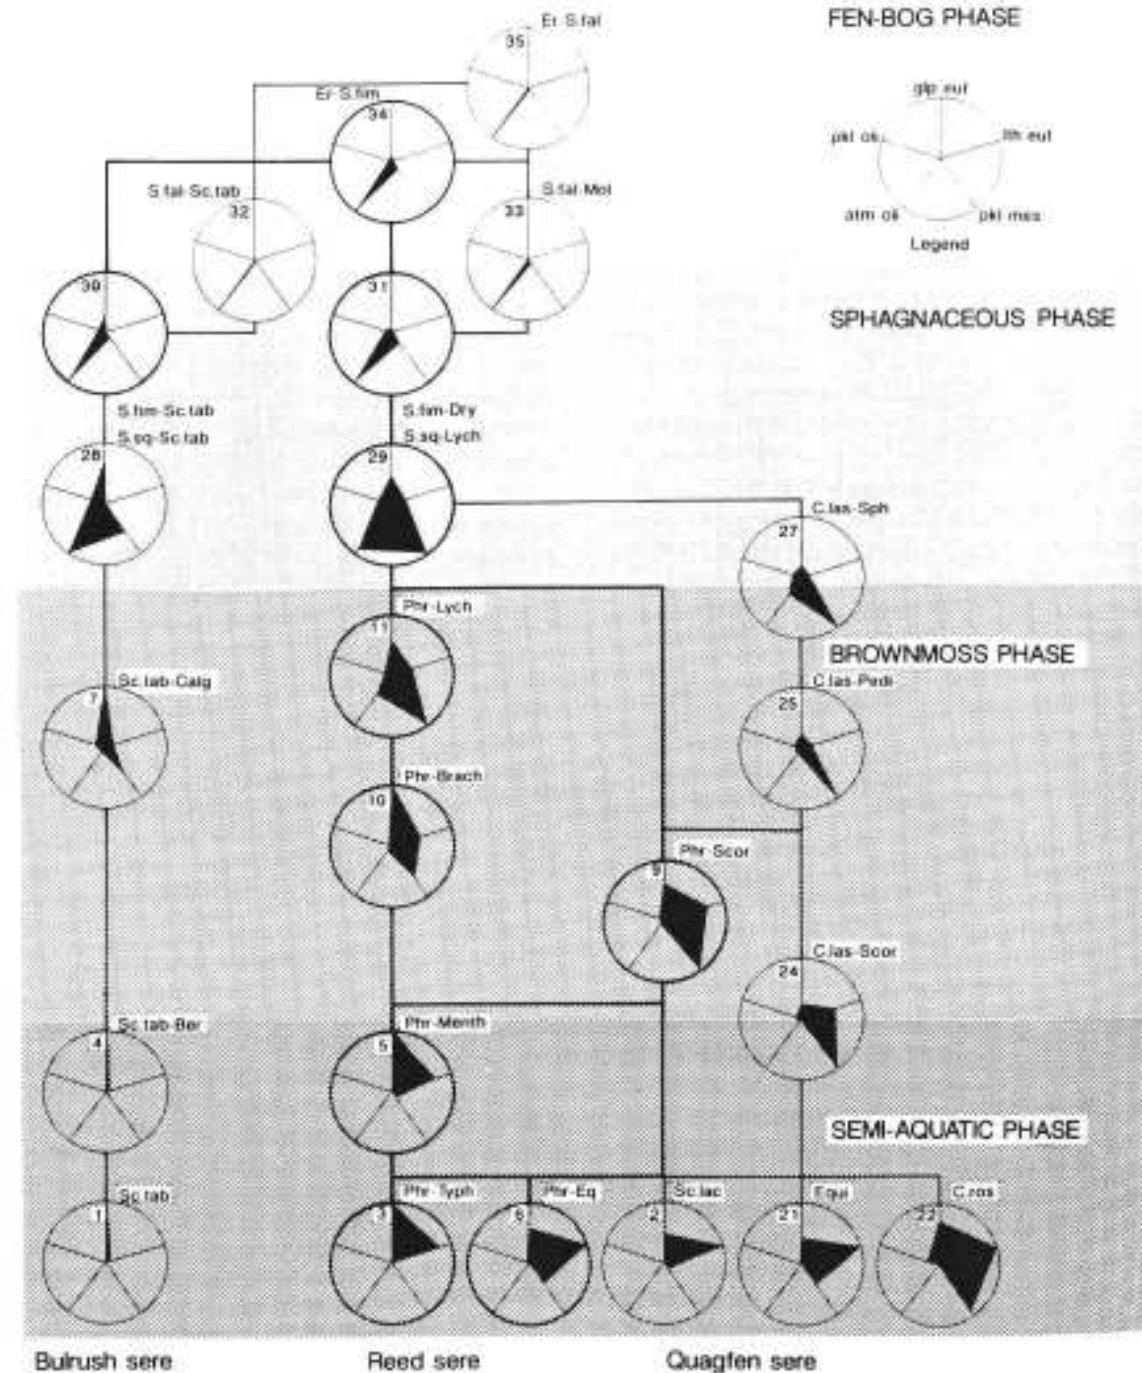 FEN-BOG PHASE
Er-S.fal
35
glp eut
pkl oli
lth eut
atm oli
pkl mes
Legend
Er-S.fim
34
S.fal-Sc.tab
32
S.fal-Mol
33
30
31
SPHAGNACEOUS PHASE
S.fim-Sc.tab
S.fim-Dry
S.sq-Sc.tab
28
S.sq-Lych
29
C.las-Sph
27
Phr-Lych
11
BROWNMOSS PHASE
Sc.tab-Calg
7
C.las-Pedi
25
Phr-Brach
10
Phr-Scor
9
C.las-Scor
24
Sc.tab-Ber
4
Phr-Menth
5
SEMI-AQUATIC PHASE
Sc.tab
1
Phr-Typh
3
Phr-Eq
6
Sc.lac
2
Equi
21
C.ros
22
Bulrush sere
Reed sere
Quagfen sere